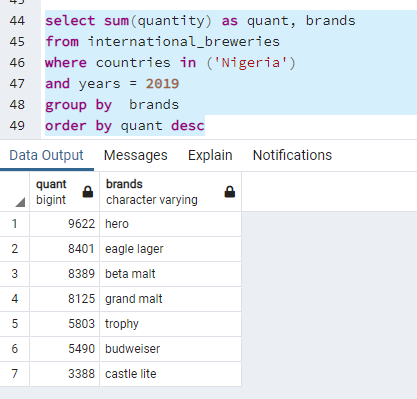 44 select sum(quantity) as quant, brands
45 from international_breweries
46 where countries in ('Nigeria')
47 and years = 2019
48 group by  brands
49 order by quant desc
Data Output Messages Explain Notifications
quant brands
bigint character varying
1 9622 hero
2 8401 eagle lager
3 8389 beta malt
4 8125 grand malt
5 5803 trophy
6 5490 budweiser
7 3388 castle lite